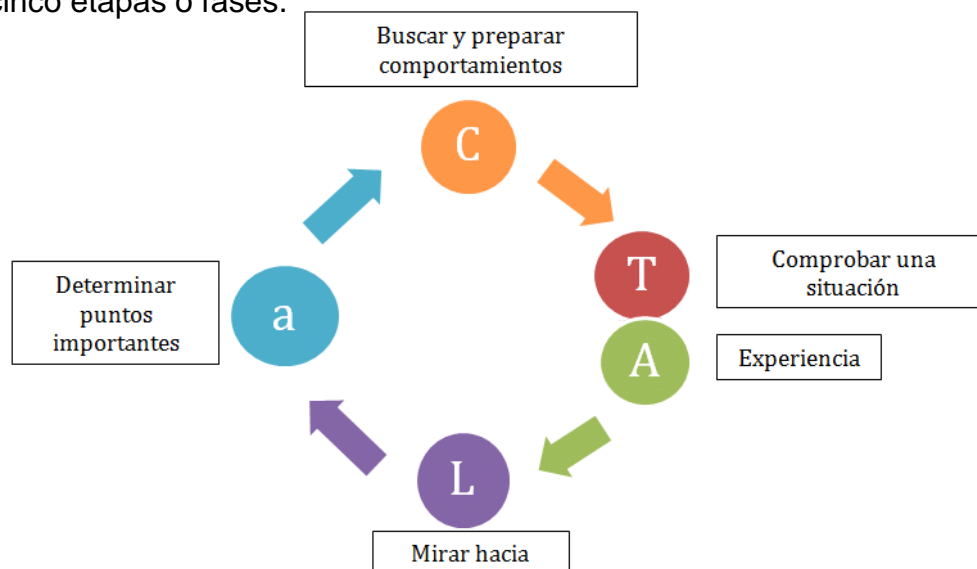 cinco etapas o fases.
Buscar y preparar
comportamientos
C
T
Comprobar una
situación
Determinar
puntos
importantes
a
A
Experiencia
L
Mirar hacia